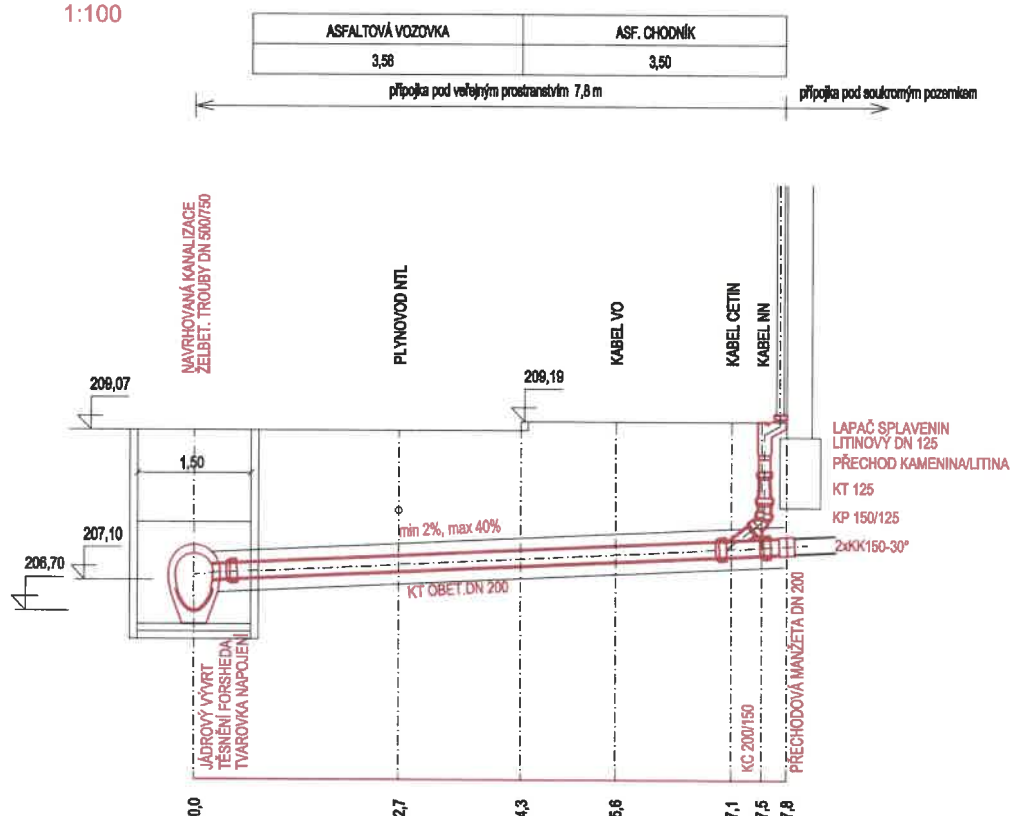 1:100
ASFALTOVÁ VOZOVKA
ASF. CHODNÍK
3,58
3,50
přípojka pod veřejným prostranstvím 7,8 m
přípojka pod soukromým pozemkem
NAVRHOVANÁ KANALIZACE
ŽELBET. TROUBY DN 500/750
PLYNOVOD NTL
KABEL VO
KABEL CETIN
KABEL NN
209,07
209,19
1,50
207,10
206,70
min 2%, max 40%
KT OBET.DN 200
LAPAČ SPLAVENIN
LITINOVÝ DN 125
PŘECHOD KAMENINA/LITINA
KT 125
KP 150/125
2xKK150-30°
JÁDROVÝ VÝVRT
TĚSNĚNÍ FORSHEDA
TVAROVKA NAPOJENÍ
KC 200/150
PŘECHODOVÁ MANŽETA DN 200
0,0
2,7
4,3
5,6
7,1
7,5
7,8